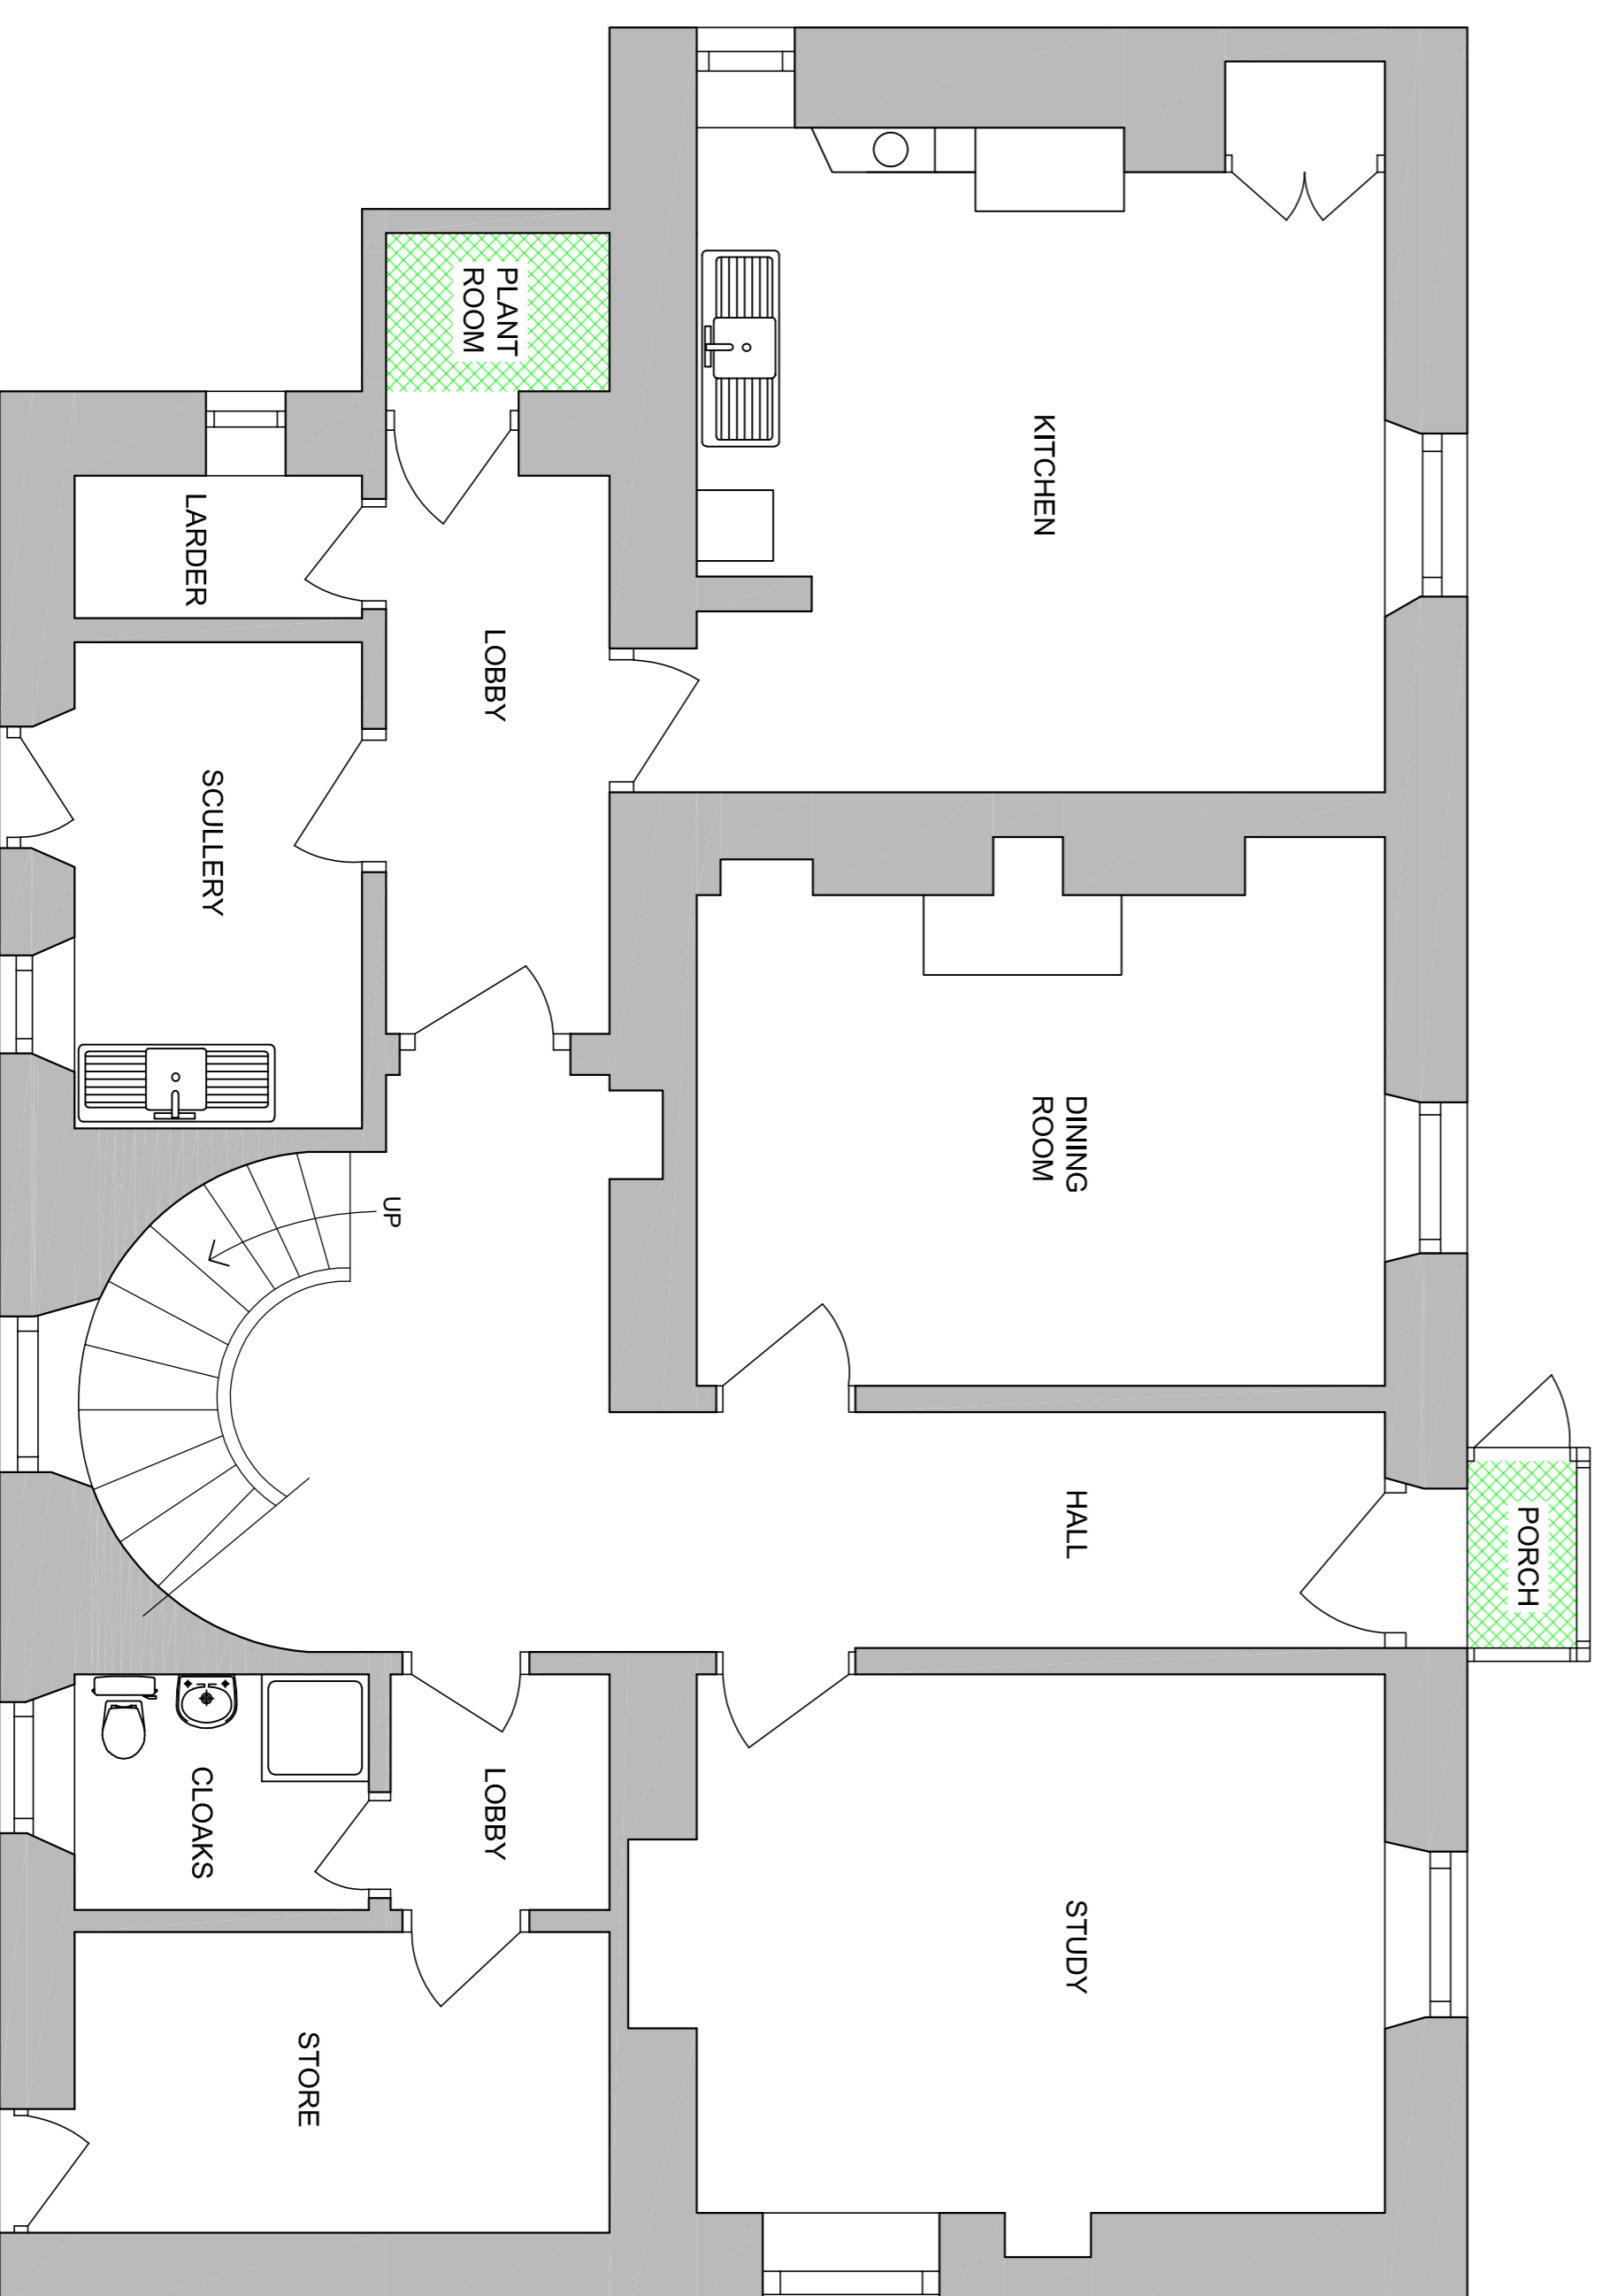 PORCH
KITCHEN
DINING
ROOM
HALL
STUDY
PLANT
ROOM
LOBBY
LOBBY
UP
STORE
LARDER
SCULLERY
CLOAKS